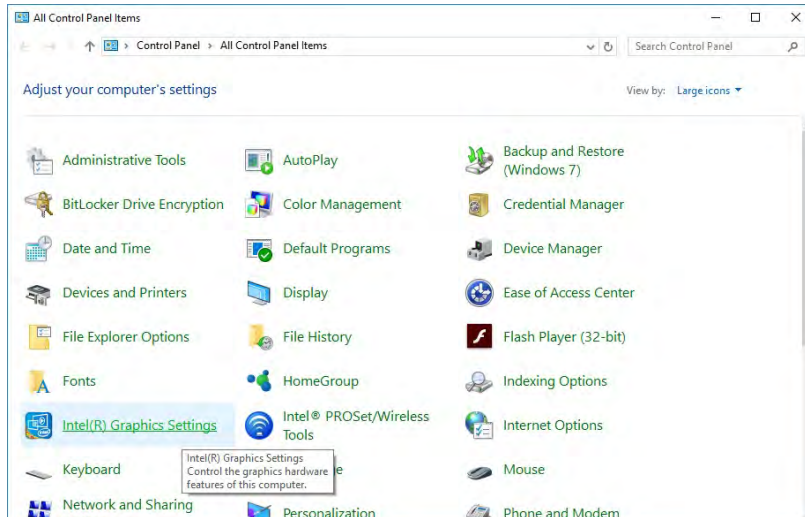 All Control Panel Items
Control Panel > All Control Panel Items
Search Control Panel
Adjust your computer's settings
View by: Large icons
Administrative Tools
AutoPlay
Backup and Restore
(Windows 7)
BitLocker Drive Encryption
Color Management
Credential Manager
Date and Time
Default Programs
Device Manager
Devices and Printers
Display
Ease of Access Center
File Explorer Options
File History
Flash Player (32-bit)
Fonts
HomeGroup
Indexing Options
Intel(R) Graphics Settings
Intel® PROSet/Wireless
Tools
Internet Options
Keyboard
Intel(R) Graphics Settings
Control the graphics hardware
features of this computer.
Mouse
Network and Sharing
Personalization
Phone and Modem